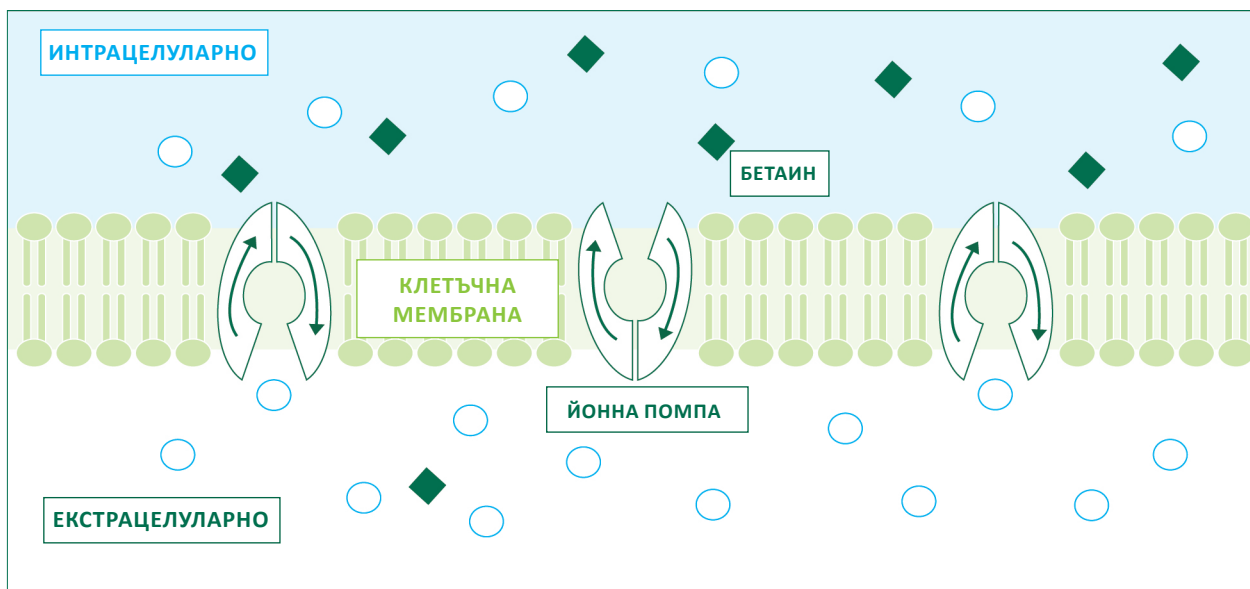 ИНТРАЦЕЛУЛАРНО
БЕТАИН
КЛЕТЪЧНА
МЕМБРАНА
ЙОННА ПОМПА
ЕКСТРАЦЕЛУЛАРНО